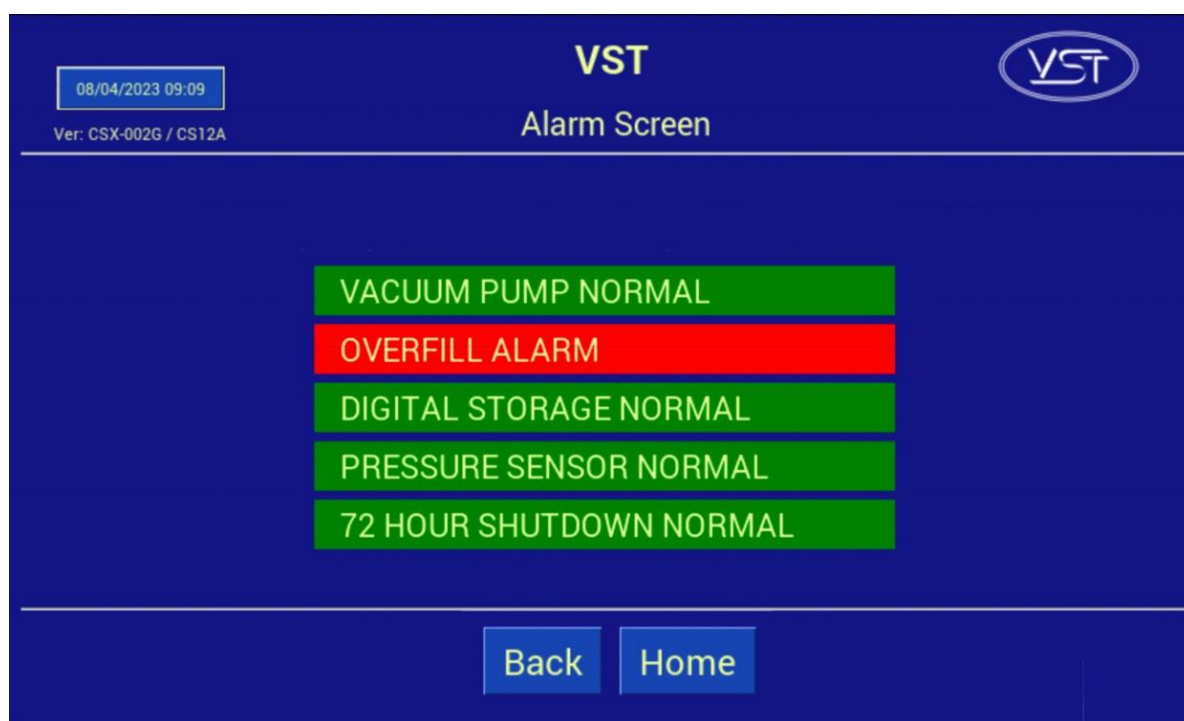 VST
08/04/2023 09:09
VST
Ver: CSX-002G / CS12A
Alarm Screen
VACUUM PUMP NORMAL
OVERFILL ALARM
DIGITAL STORAGE NORMAL
PRESSURE SENSOR NORMAL
72 HOUR SHUTDOWN NORMAL
Back
Home